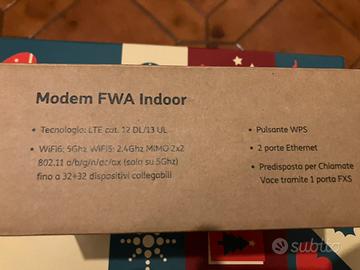 Modem FWA Indoor
• Tecnologia: LTE cat. 12 DL/13 UL
• WiFi6: 5Ghz WIFI5: 2.4Ghz MIMO 2x2
802.11 a/b/g/n/ac/ax (solo su 5Ghz)
fino a 32+32 dispositivi collegabili
• Pulsante WPS
• 2 porte Ethernet
• Predisposta per Chiamate
Voce tramite 1 porta FXS
subito